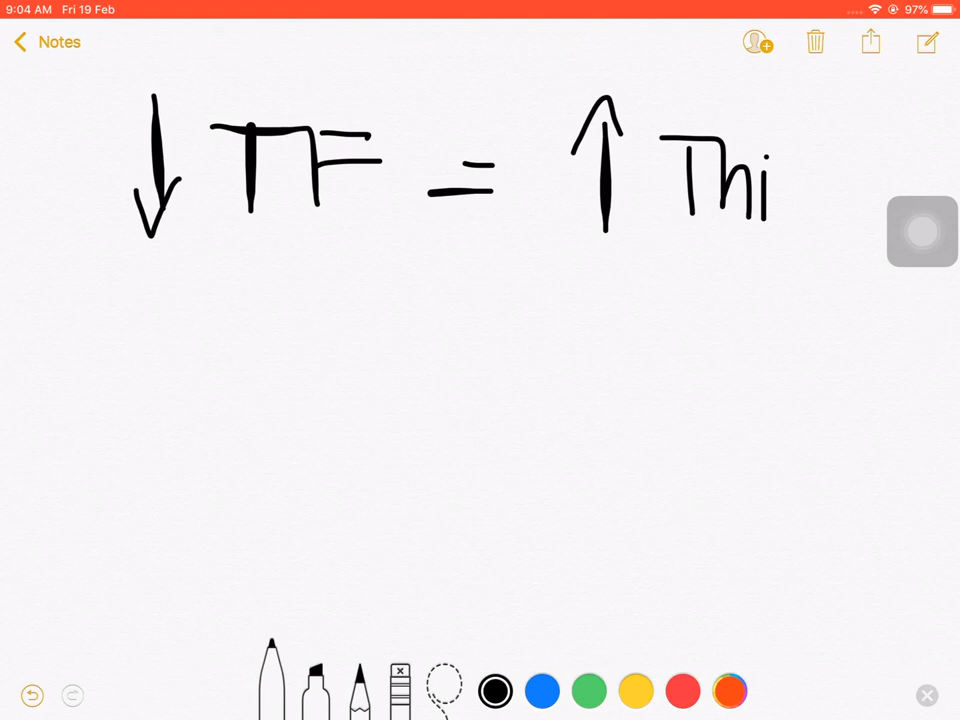 9:04 AM Fri 19 Feb 97%
Notes
↓ TF = ↑ Thi